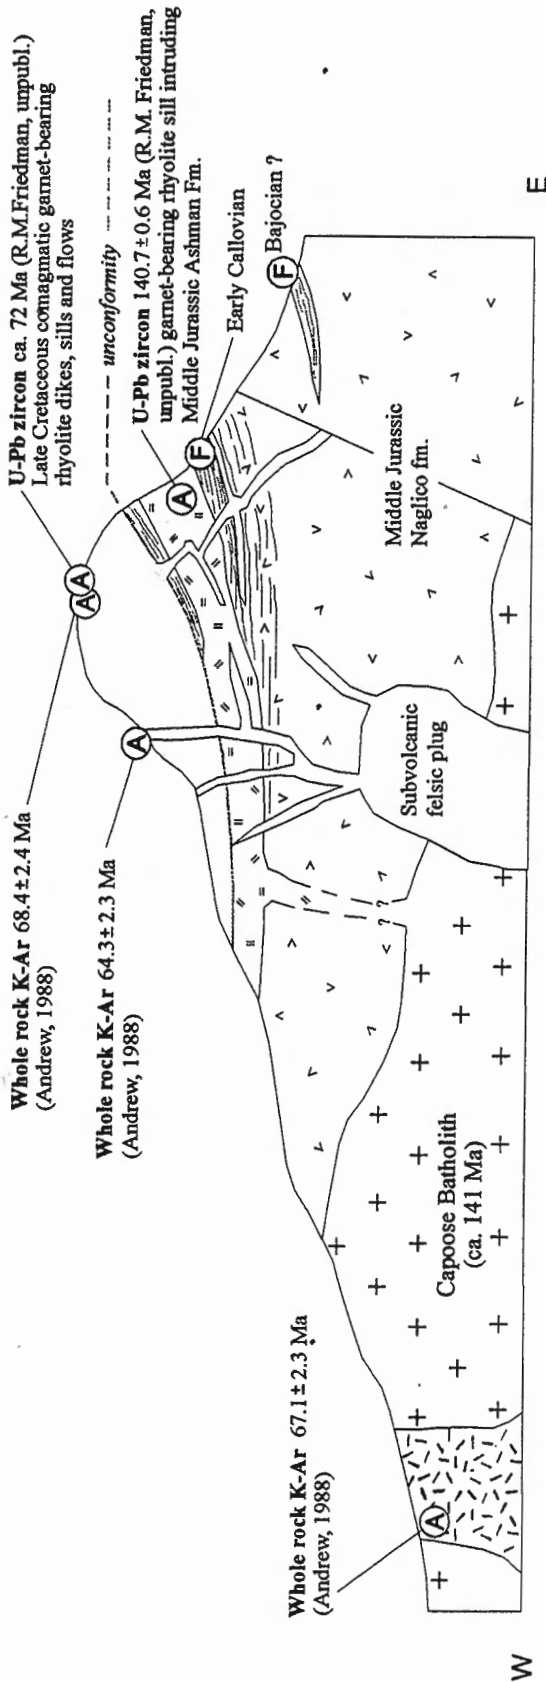 U-Pb zircon ca. 72 Ma (R.M.Friedman, unpubl.)
Late Cretaceous comagmatic garnet-bearing
rhyolite dikes, sills and flows
unconformity
U-Pb zircon 140.7±0.6 Ma (R.M. Friedman,
unpubl.) garnet-bearing rhyolite sill intruding
Middle Jurassic Ashman Fm.
Early Callovian
Bajocian ?
Whole rock K-Ar 68.4±2.4 Ma
(Andrew, 1988)
Whole rock K-Ar 64.3±2.3 Ma
(Andrew, 1988)
Whole rock K-Ar 67.1±2.3 Ma
(Andrew, 1988)
A
A
A
A
F
F
A
Middle Jurassic
Naglico fm.
Subvolcanic
felsic plug
? ?
Capoose Batholith
(ca. 141 Ma)
W
E